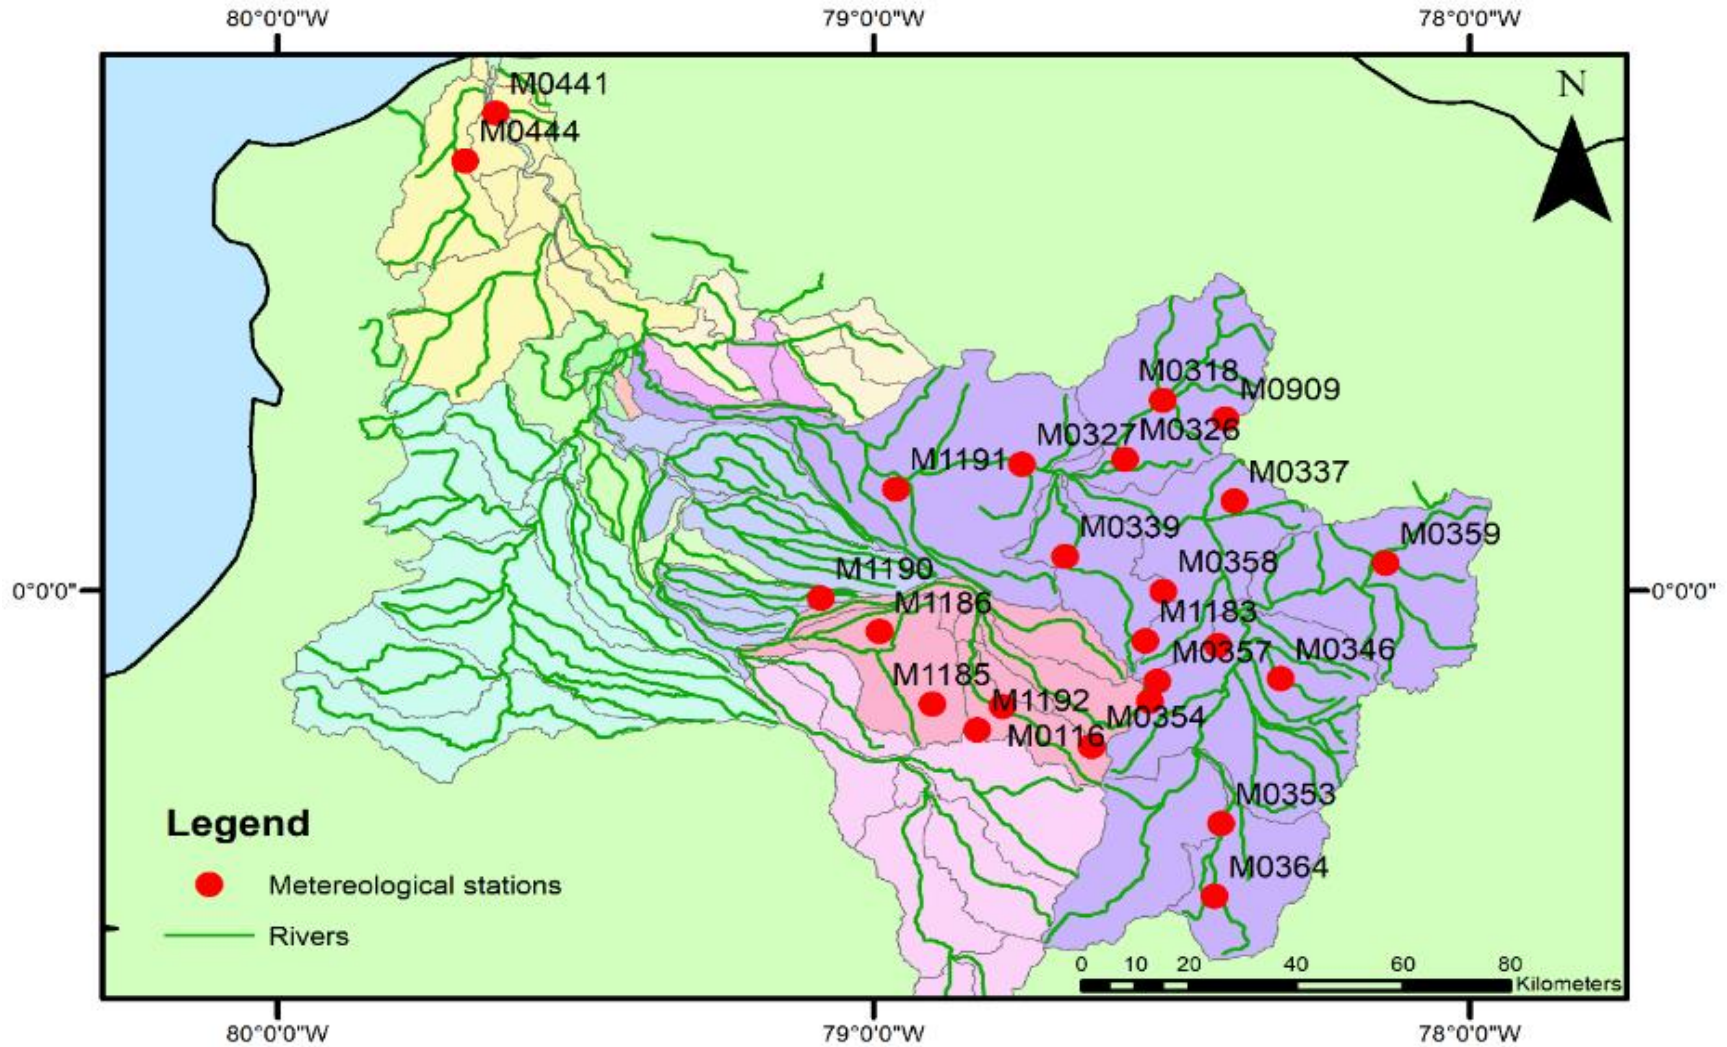 80°0'0"W 79°0'0"W 78°0'0"W
M0441
N
M0444
M0318
M0909
M0327
M0326
M1191
M0337
M0339
M0359
M0358
M1190
0°0'0"
0°0'0"
M1186
M1183
M0357
M0346
M1185
M1192
M0354
M0116
M0353
Legend
M0364
Metereological stations
Rivers
0 10 20 40 60 80
Kilometers
80°0'0"W 79°0'0"W 78°0'0"W